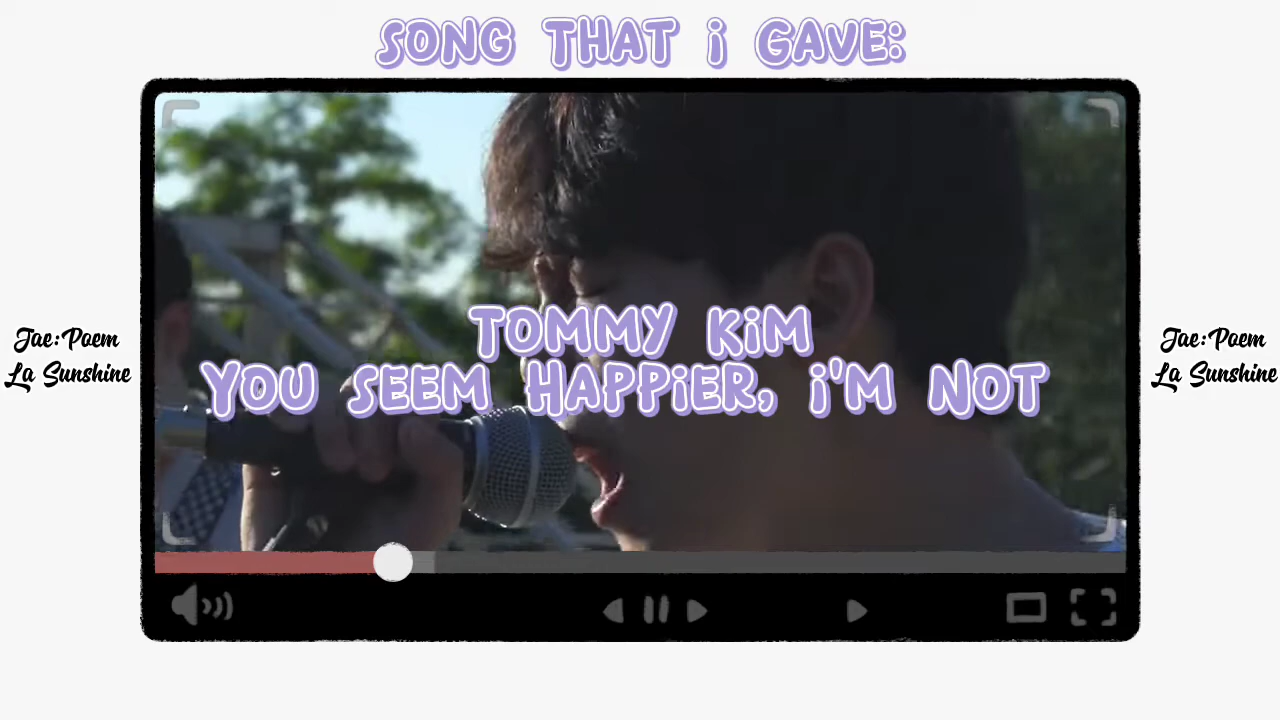 SONG THAT i GAVE:
TOMMY KiM
YOU SEEM HAPPiER, i'M NOT
Jae:Poem
La Sunshine
Jae:Poem
La Sunshine